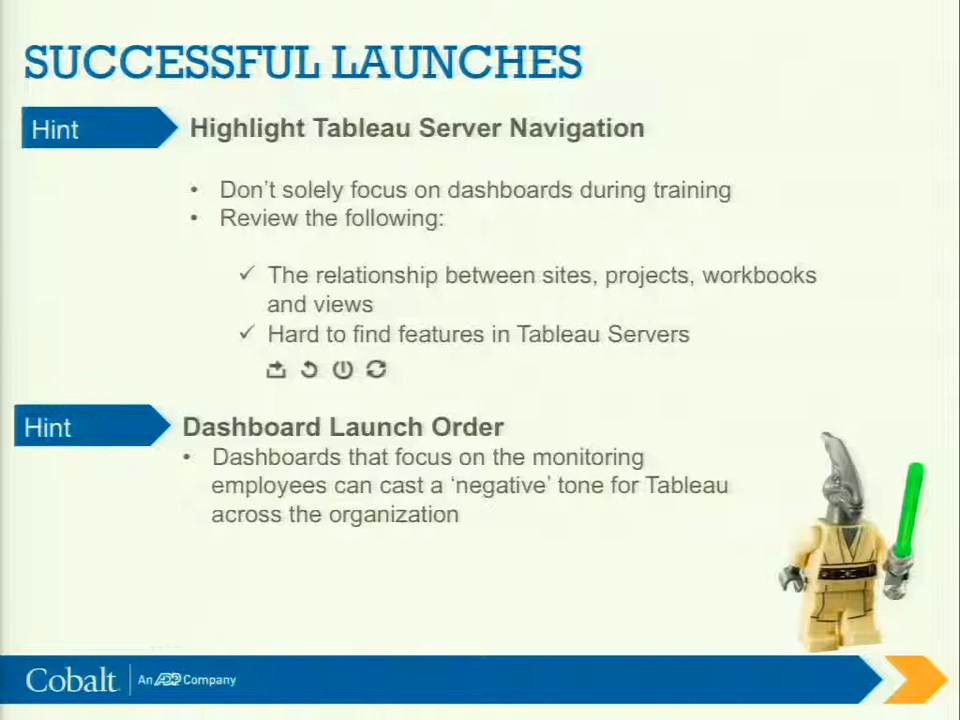 SUCCESSFUL LAUNCHES
Hint
Highlight Tableau Server Navigation
• Don't solely focus on dashboards during training
• Review the following:
✓ The relationship between sites, projects, workbooks
and views
✓ Hard to find features in Tableau Servers
Hint
Dashboard Launch Order
• Dashboards that focus on the monitoring
employees can cast a ‘negative’ tone for Tableau
across the organization
Cobalt
An ADP Company